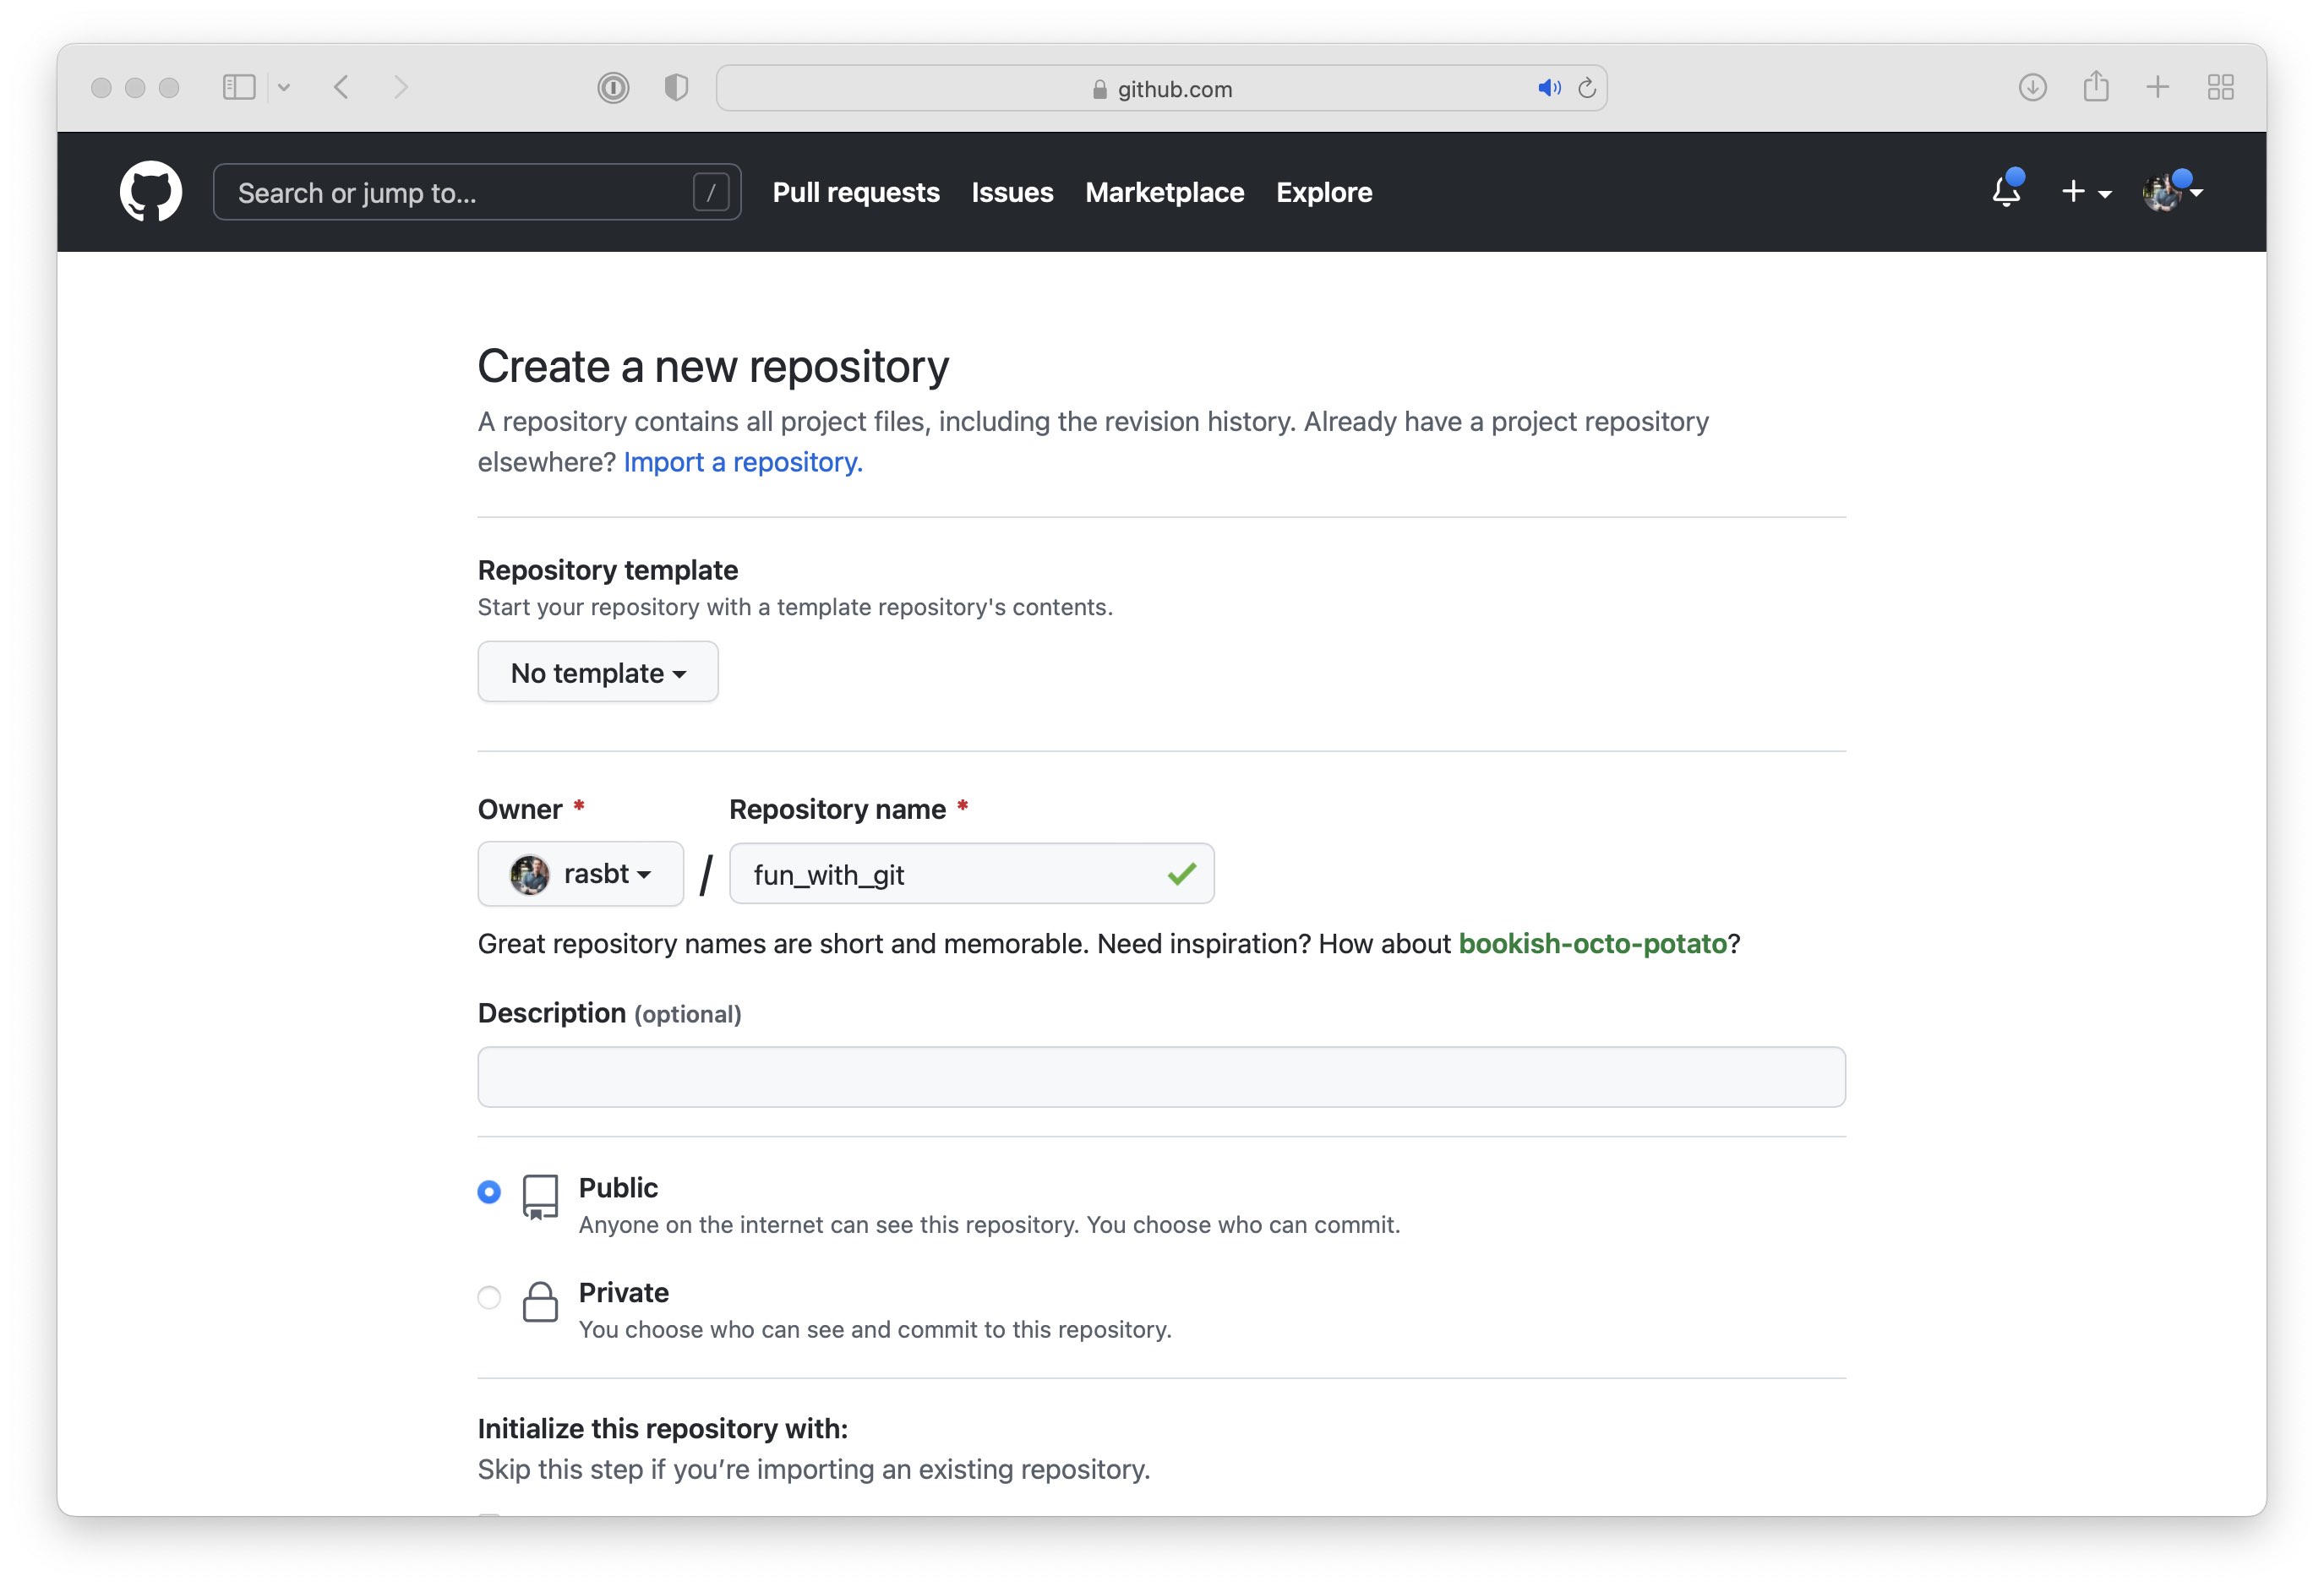 github.com
Search or jump to...
/
Pull requests
Issues
Marketplace
Explore
Create a new repository
A repository contains all project files, including the revision history. Already have a project repository
elsewhere? Import a repository.
Repository template
Start your repository with a template repository's contents.
No template
Owner *
Repository name *
rasbt
/
fun_with_git
Great repository names are short and memorable. Need inspiration? How about bookish-octo-potato?
Description (optional)
Public
Anyone on the internet can see this repository. You choose who can commit.
Private
You choose who can see and commit to this repository.
Initialize this repository with:
Skip this step if you’re importing an existing repository.